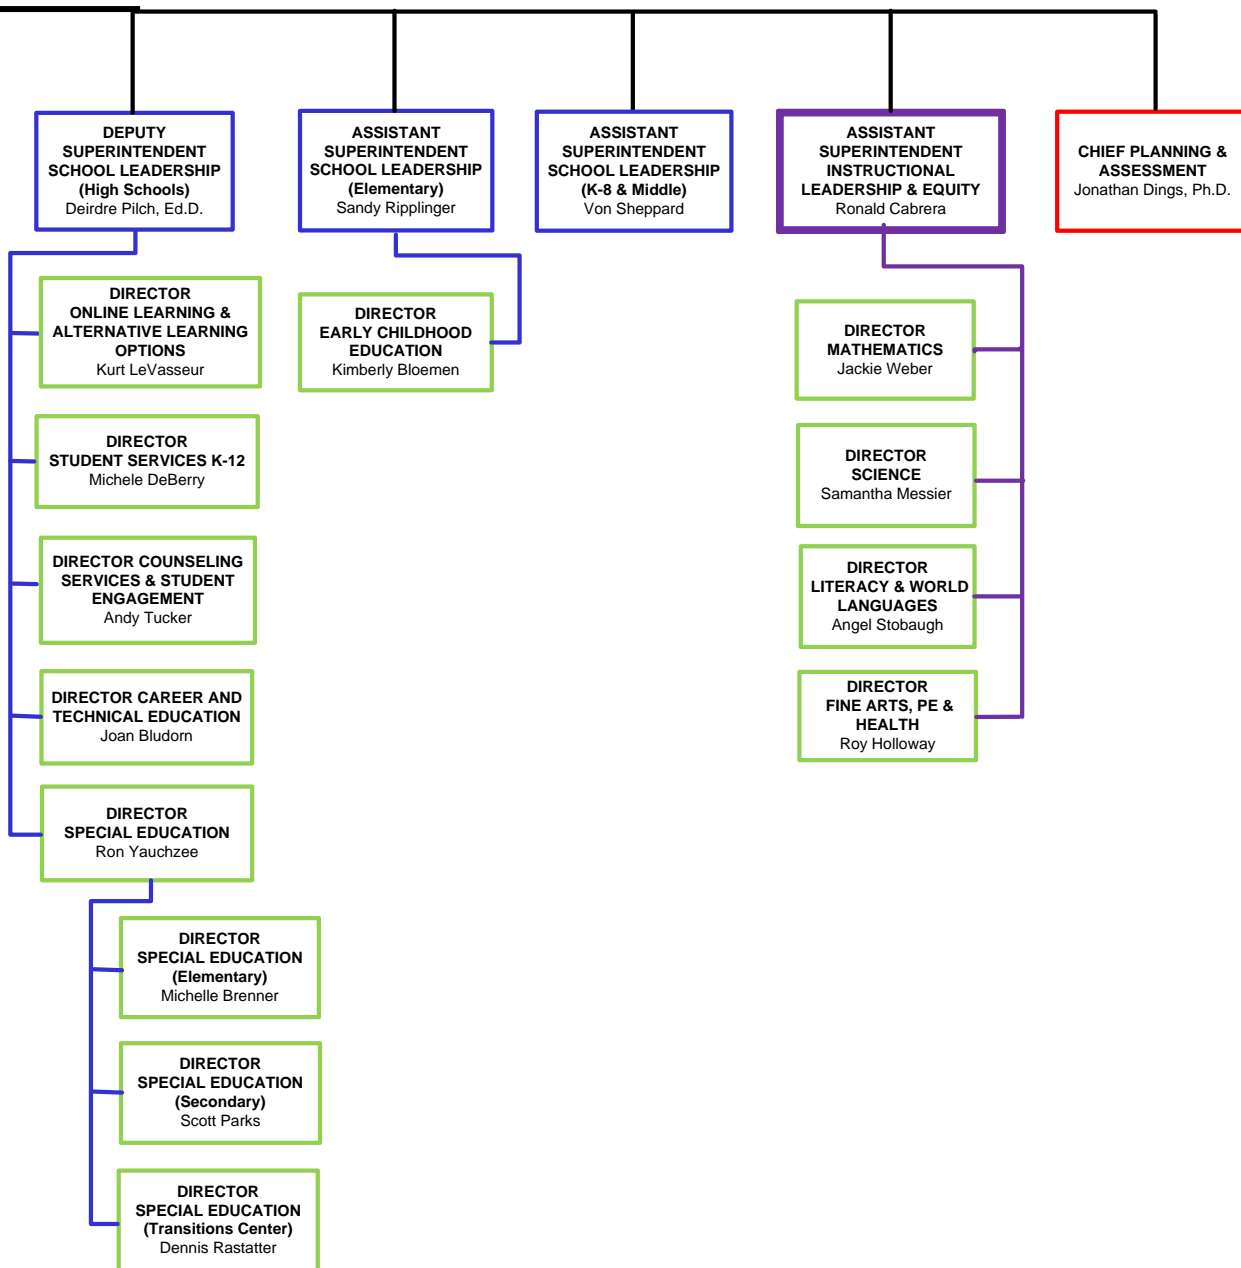 DEPUTY
SUPERINTENDENT
SCHOOL LEADERSHIP
(High Schools)
Deirdre Pilch, Ed.D.
ASSISTANT
SUPERINTENDENT
SCHOOL LEADERSHIP
(Elementary)
Sandy Ripplinger
ASSISTANT
SUPERINTENDENT
SCHOOL LEADERSHIP
(K-8 & Middle)
Von Sheppard
ASSISTANT
SUPERINTENDENT
INSTRUCTIONAL
LEADERSHIP & EQUITY
Ronald Cabrera
CHIEF PLANNING &
ASSESSMENT
Jonathan Dings, Ph.D.
DIRECTOR
ONLINE LEARNING &
ALTERNATIVE LEARNING
OPTIONS
Kurt LeVasseur
DIRECTOR
STUDENT SERVICES K-12
Michele DeBerry
DIRECTOR COUNSELING
SERVICES & STUDENT
ENGAGEMENT
Andy Tucker
DIRECTOR CAREER AND
TECHNICAL EDUCATION
Joan Bludorn
DIRECTOR
SPECIAL EDUCATION
Ron Yauchzee
DIRECTOR
SPECIAL EDUCATION
(Elementary)
Michelle Brenner
DIRECTOR
SPECIAL EDUCATION
(Secondary)
Scott Parks
DIRECTOR
SPECIAL EDUCATION
(Transitions Center)
Dennis Rastatter
DIRECTOR
EARLY CHILDHOOD
EDUCATION
Kimberly Bloemen
DIRECTOR
MATHEMATICS
Jackie Weber
DIRECTOR
SCIENCE
Samantha Messier
DIRECTOR
LITERACY & WORLD
LANGUAGES
Angel Stobaugh
DIRECTOR
FINE ARTS, PE &
HEALTH
Roy Holloway